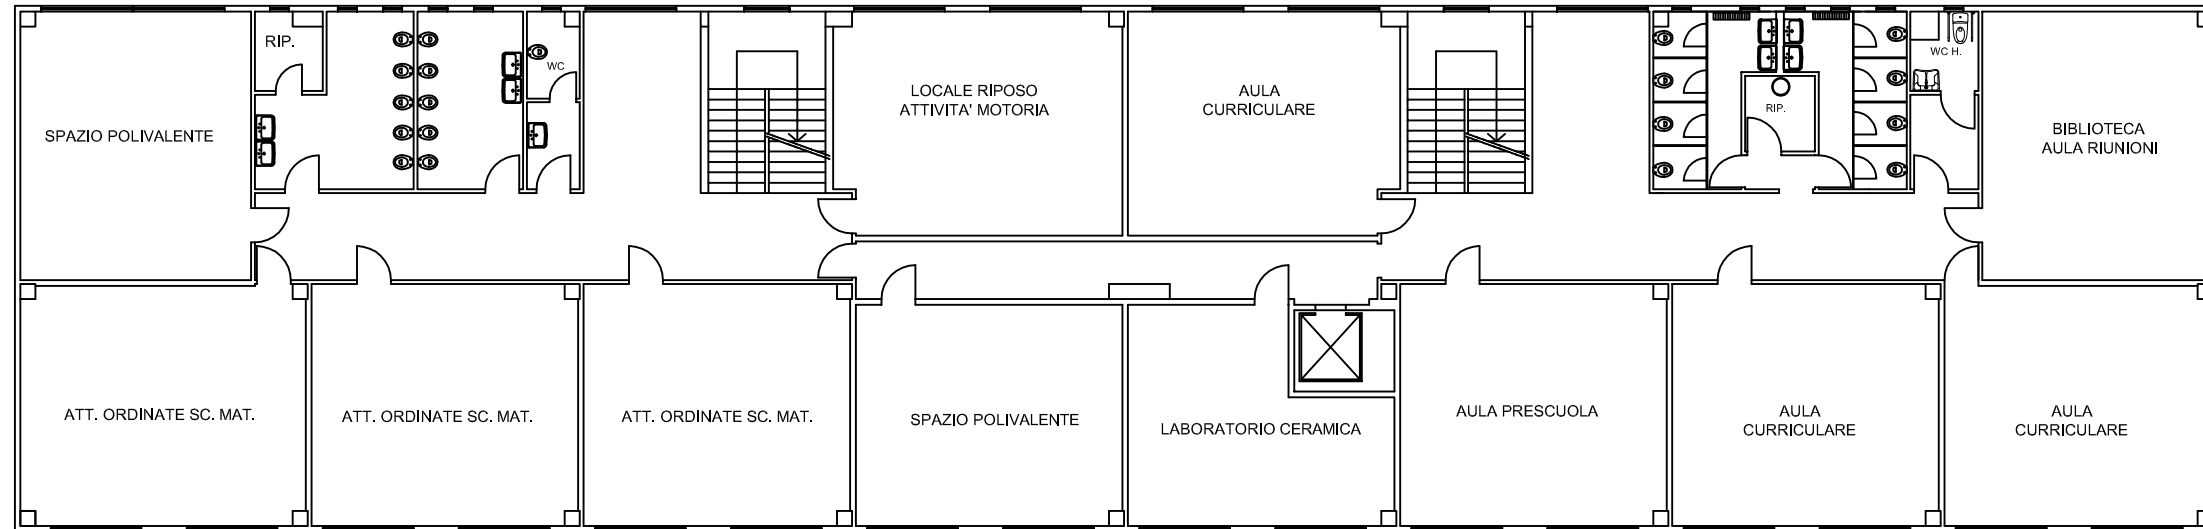 RIP.
WC
WC H.
LOCALE RIPOSO
ATTIVITA' MOTORIA
AULA
CURRICULARE
RIP.
SPAZIO POLIVALENTE
BIBLIOTECA
AULA RIUNIONI
ATT. ORDINATE SC. MAT.
ATT. ORDINATE SC. MAT.
ATT. ORDINATE SC. MAT.
SPAZIO POLIVALENTE
LABORATORIO CERAMICA
AULA PRESCUOLA
AULA
CURRICULARE
AULA
CURRICULARE